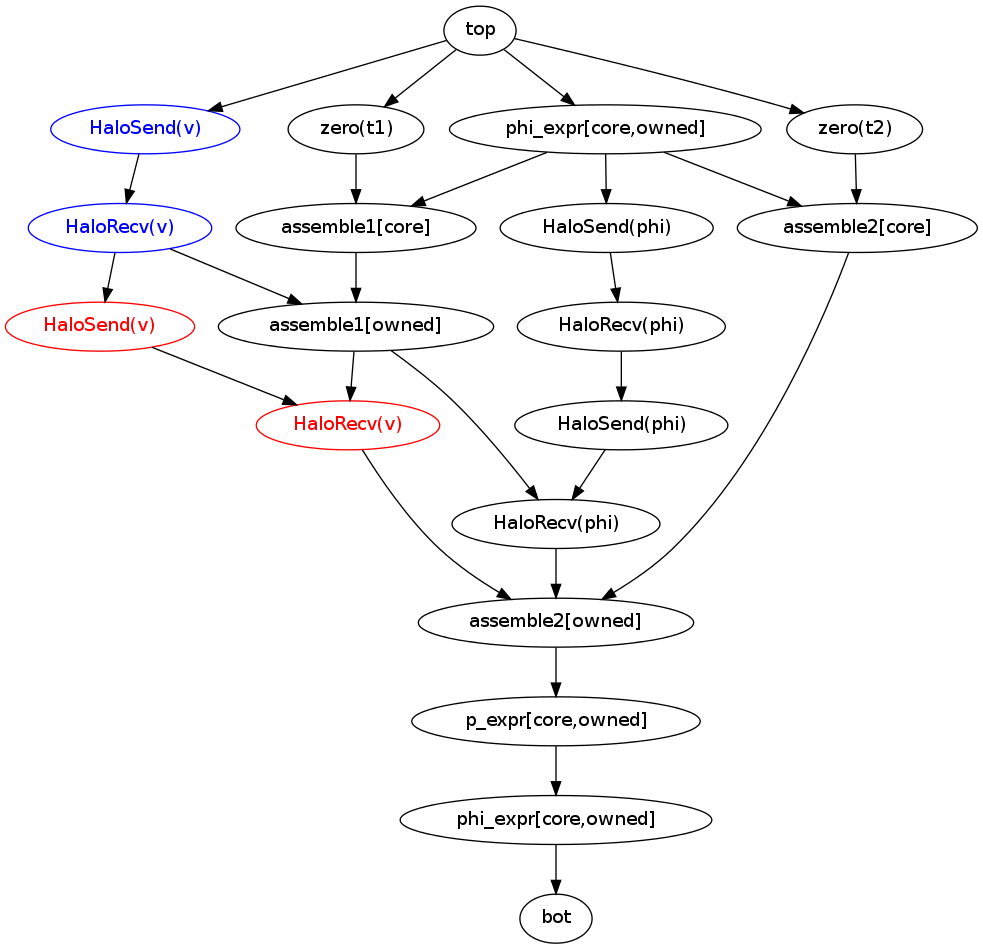 top
HaloSend(v)
zero(t1)
phi_expr[core,owned]
zero(t2)
HaloRecv(v)
assemble1[core]
HaloSend(phi)
assemble2[core]
HaloSend(v)
assemble1[owned]
HaloRecv(phi)
HaloRecv(v)
HaloSend(phi)
HaloRecv(phi)
assemble2[owned]
p_expr[core,owned]
phi_expr[core,owned]
bot